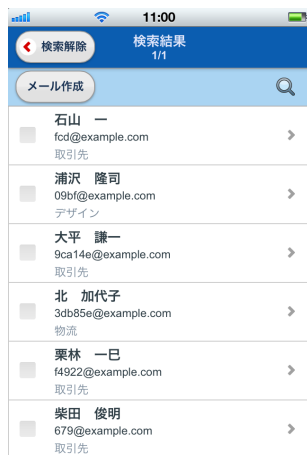 11:00
検索解除
検索結果
1/1
メール作成
石山 一
fcd@example.com
取引先
浦沢 隆司
09bf@example.com
デザイン
大平 謙一
9ca14e@example.com
取引先
北 加代子
3db85e@example.com
物流
栗林 一巳
f4922@example.com
取引先
柴田 俊明
679@example.com
取引先